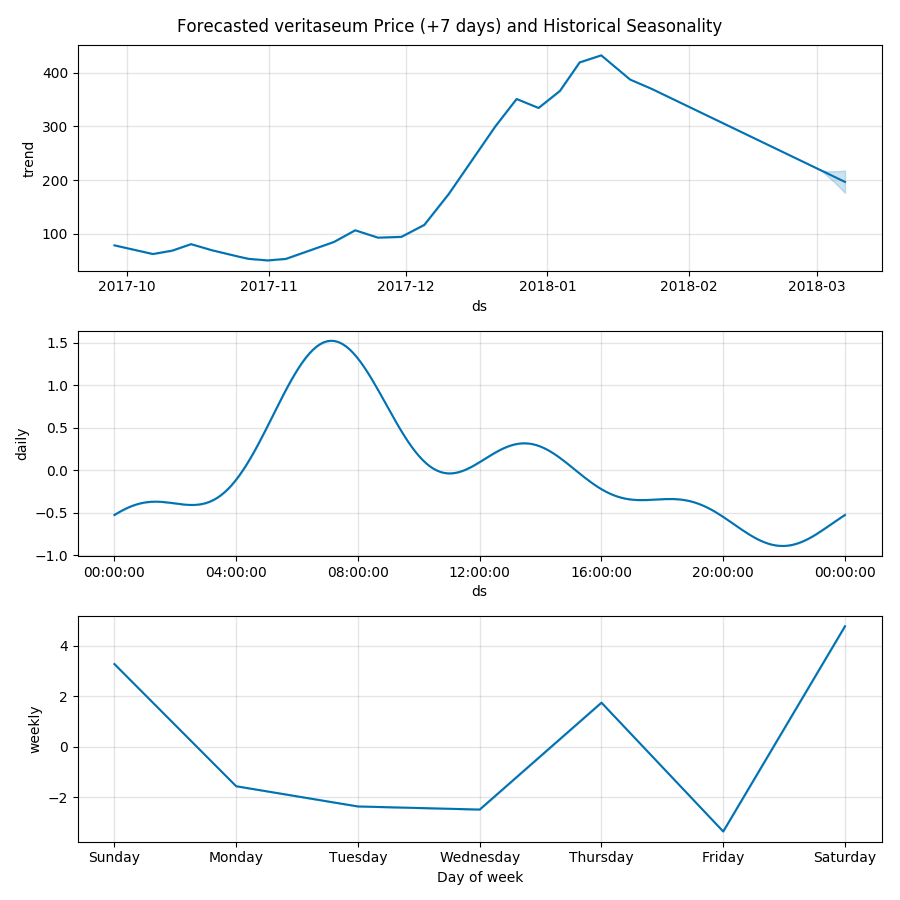 Forecasted veritaseum Price (+7 days) and Historical Seasonality
400
300
200
100
trend
2017-10 2017-11 2017-12 2018-01 2018-02 2018-03
ds
1.5
1.0
0.5
0.0
−0.5
−1.0
daily
00:00:00 04:00:00 08:00:00 12:00:00 16:00:00 20:00:00 00:00:00
ds
4
2
0
−2
weekly
Sunday Monday Tuesday Wednesday Thursday Friday Saturday
Day of week